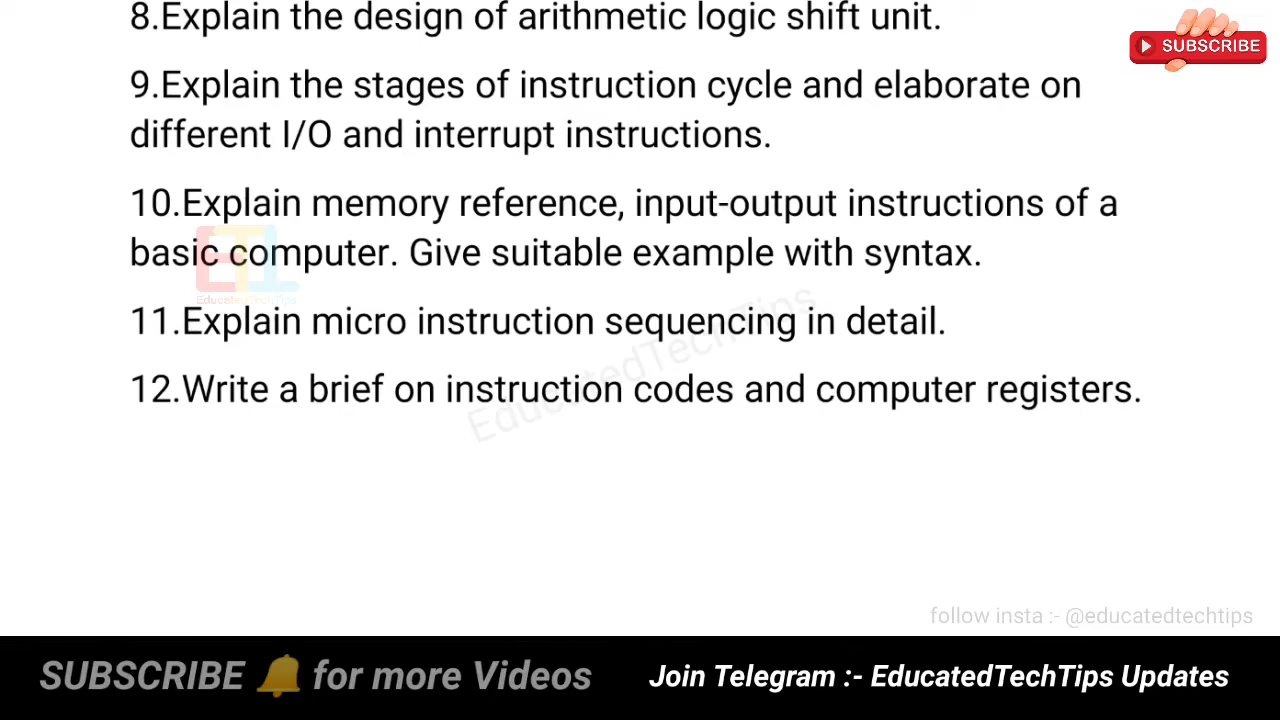 8.Explain the design of arithmetic logic shift unit.
SUBSCRIBE
9.Explain the stages of instruction cycle and elaborate on
different I/O and interrupt instructions.
10.Explain memory reference, input-output instructions of a
basic computer. Give suitable example with syntax.
ETL
EducatedTechTips
EducatedTechTips
11.Explain micro instruction sequencing in detail.
12.Write a brief on instruction codes and computer registers.
follow insta :- @educatedtechtips
SUBSCRIBE for more Videos
Join Telegram :- EducatedTechTips Updates